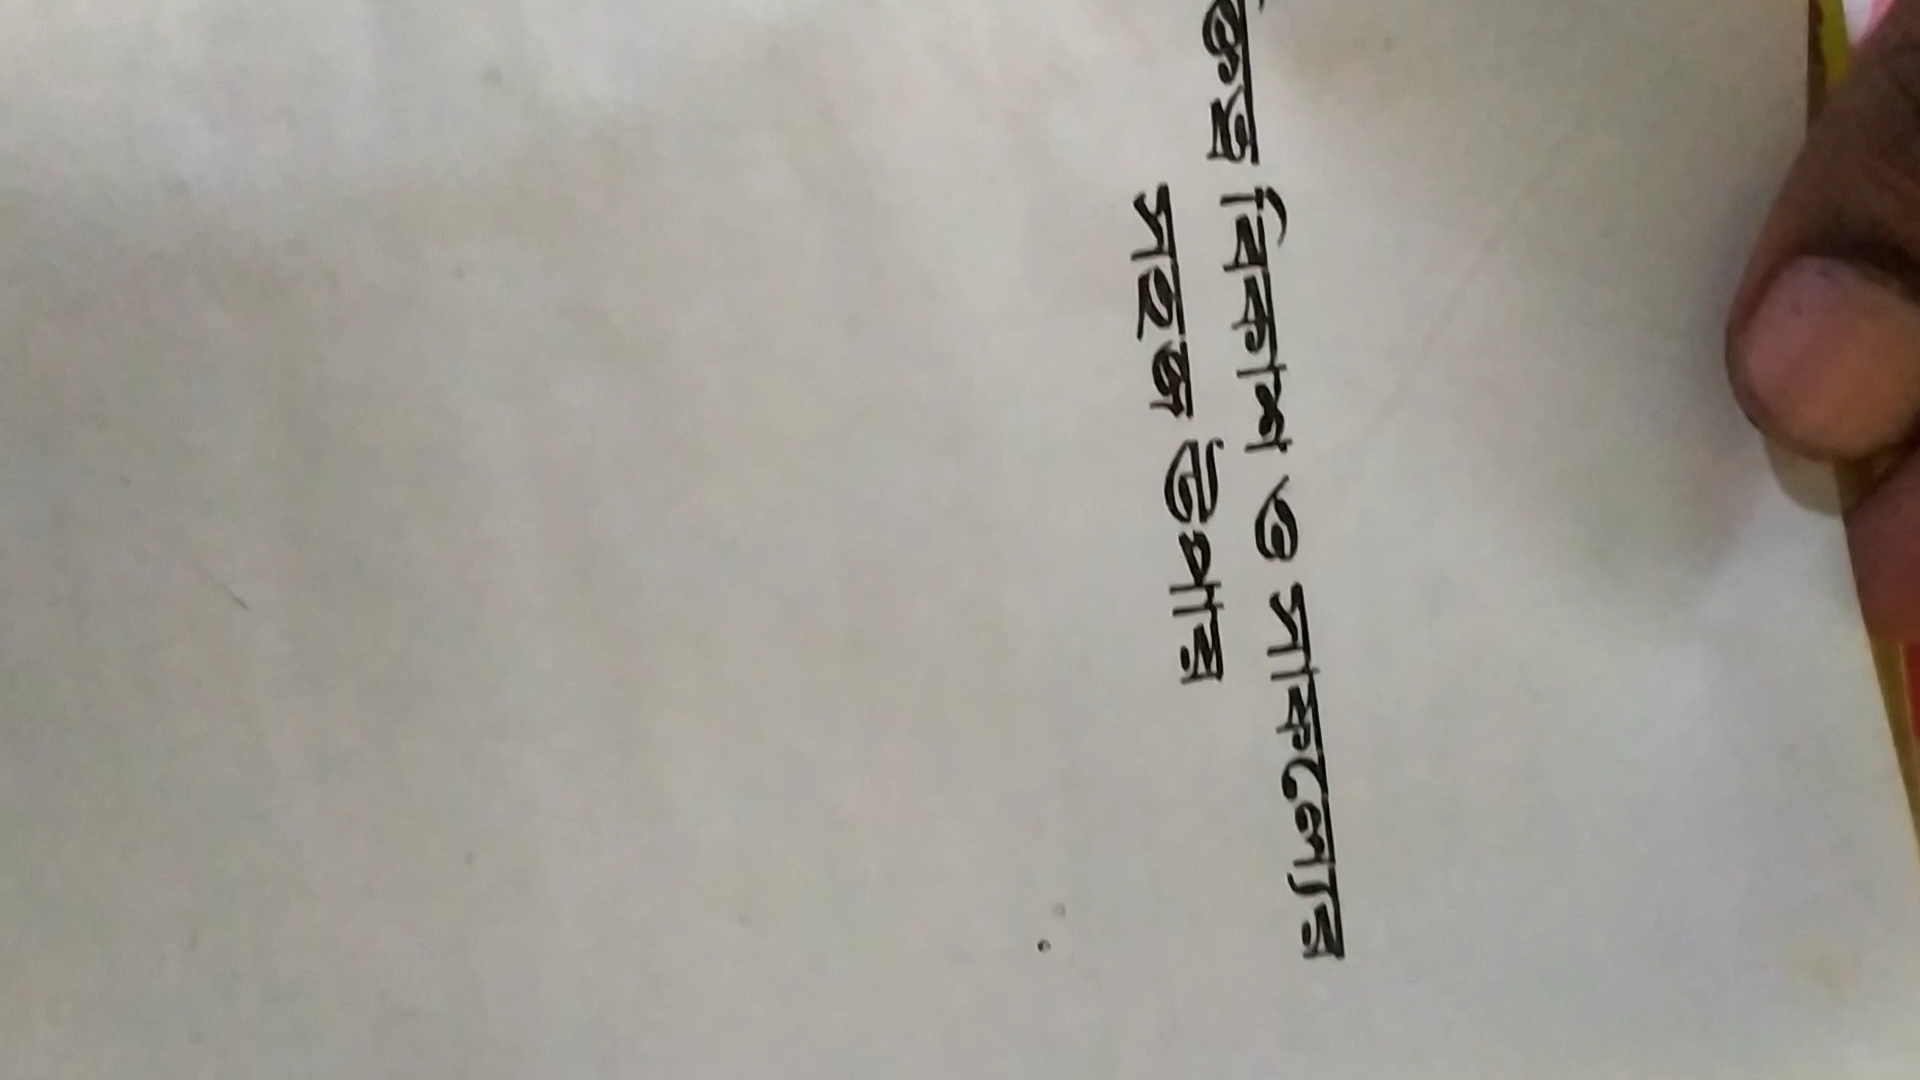 বিকাশ ও সাফল্যের
সহজ উপায়